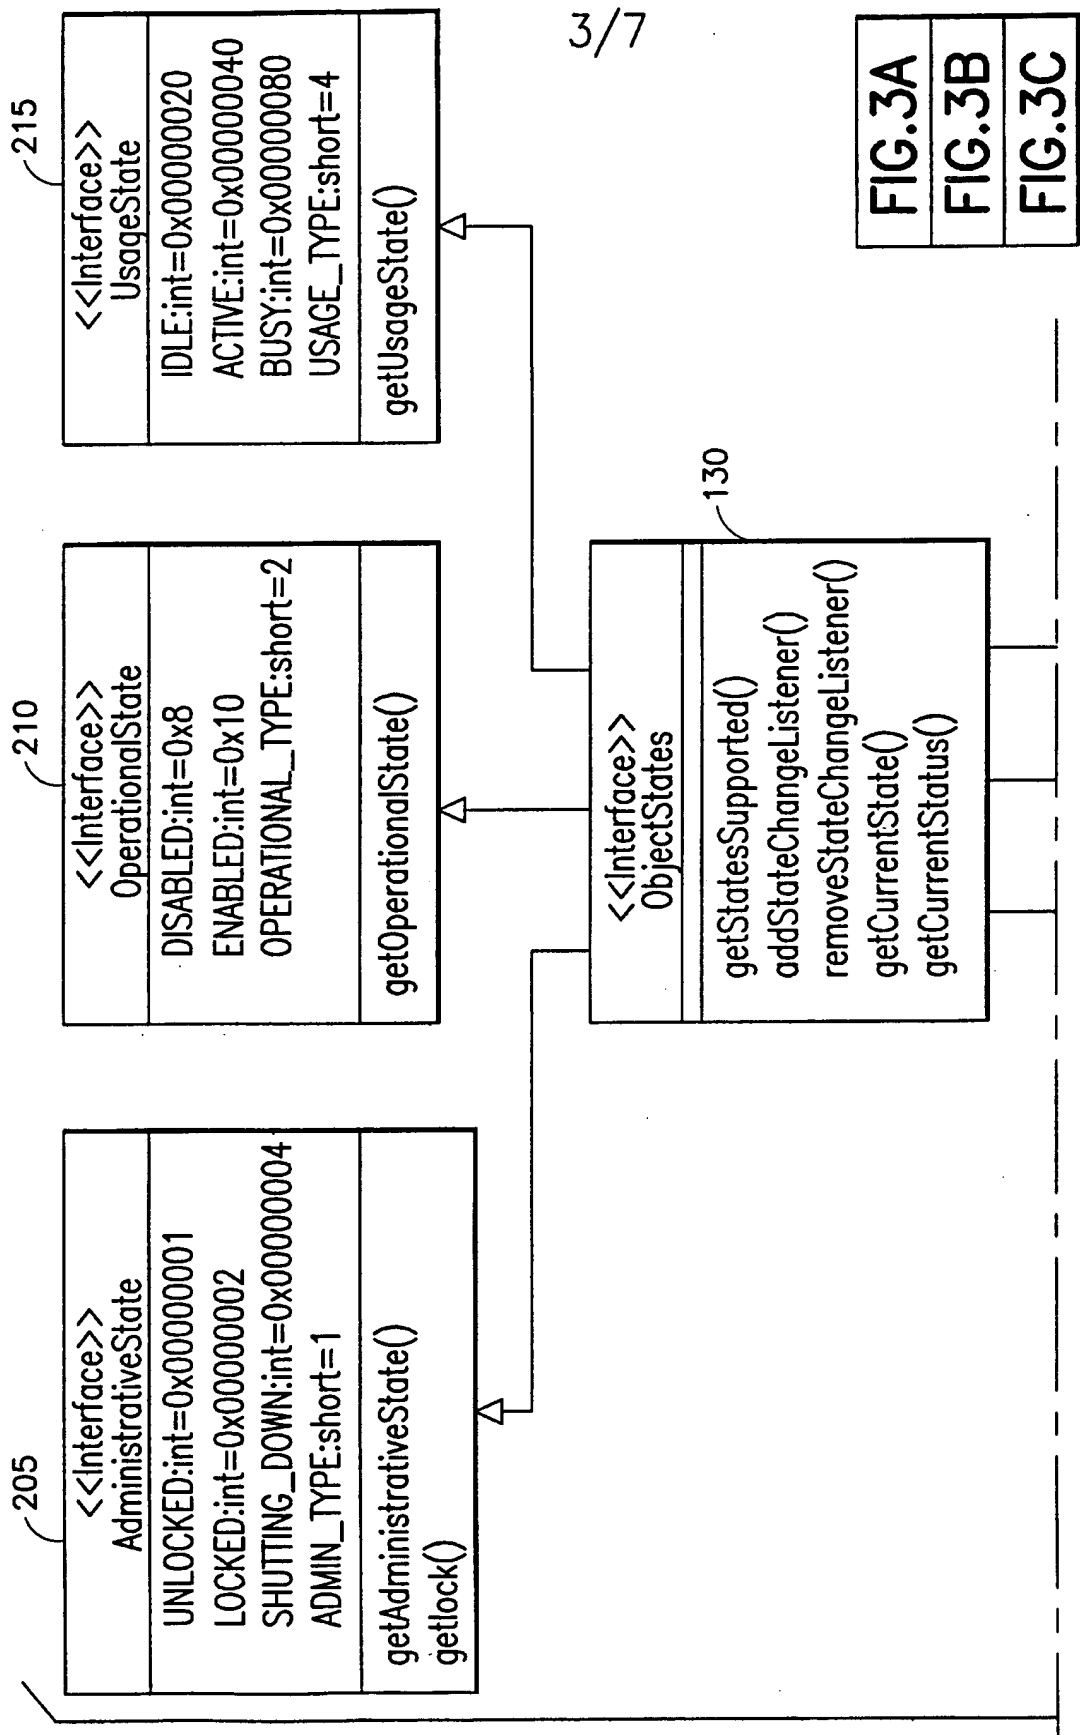 3/7
205
<<Interface>>
AdministrativeState
UNLOCKED:int=0x00000001
LOCKED:int=0x00000002
SHUTTING_DOWN:int=0x00000004
ADMIN_TYPE:short=1
getAdministrativeState()
getlock()
210
<<Interface>>
OperationalState
DISABLED:int=0x8
ENABLED:int=0x10
OPERATIONAL_TYPE:short=2
getOperationalState()
215
<<Interface>>
UsageState
IDLE:int=0x00000020
ACTIVE:int=0x00000040
BUSY:int=0x00000080
USAGE_TYPE:short=4
getUsageState()
130
<<Interface>>
ObjectStates
getStatesSupported()
addStateChangeListener()
removeStateChangeListener()
getCurrentState()
getCurrentStatus()
FIG.3A
FIG.3B
FIG.3C